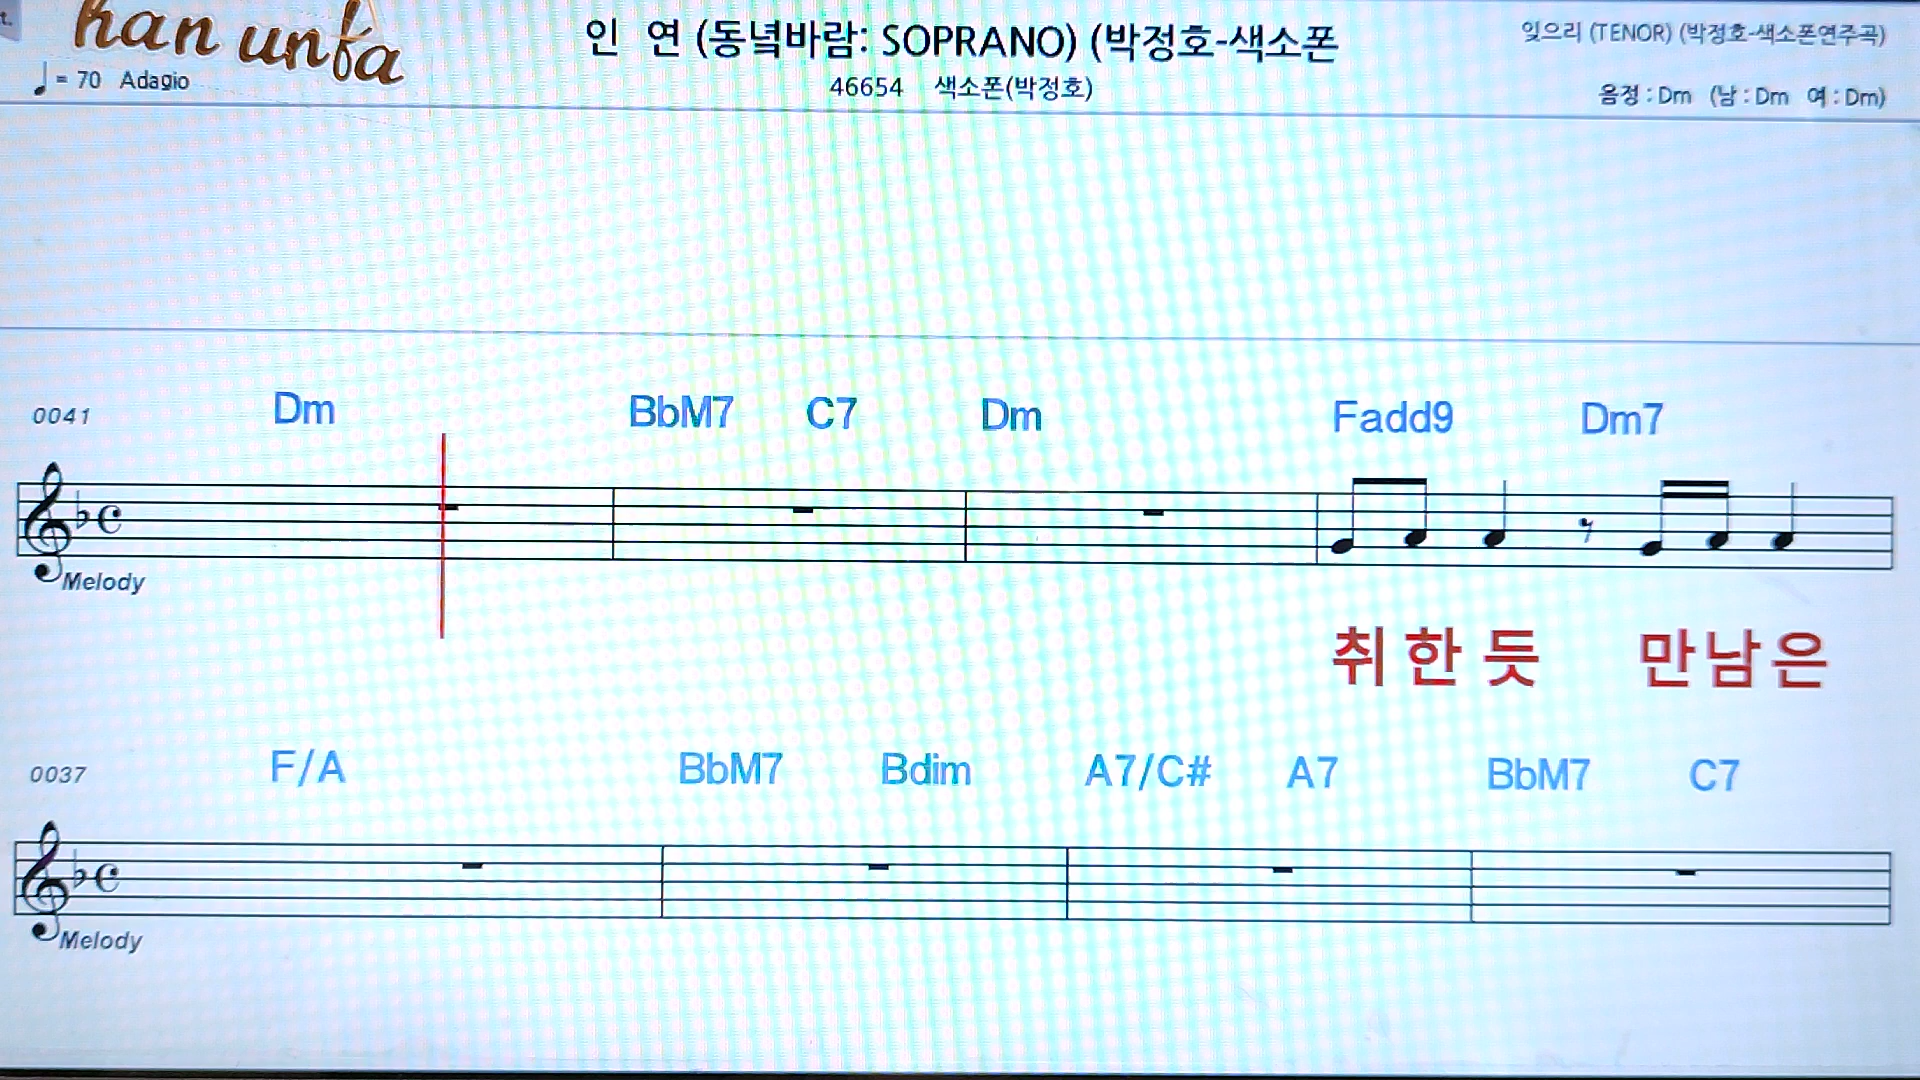 t.
han unfa
인 연 (동녘바람: SOPRANO) (박정호-색소폰
잊으리 (TENOR) (박정호-색소폰연주곡)
= 70 Adagio
46654 색소폰(박정호)
음정 : Dm (남 : Dm 여 : Dm)
0041 Dm BbM7 C7 Dm Fadd9 Dm7
Melody
취 한 듯 만 남 은
0037 F/A BbM7 Bdim A7/C# A7 BbM7 C7
Melody